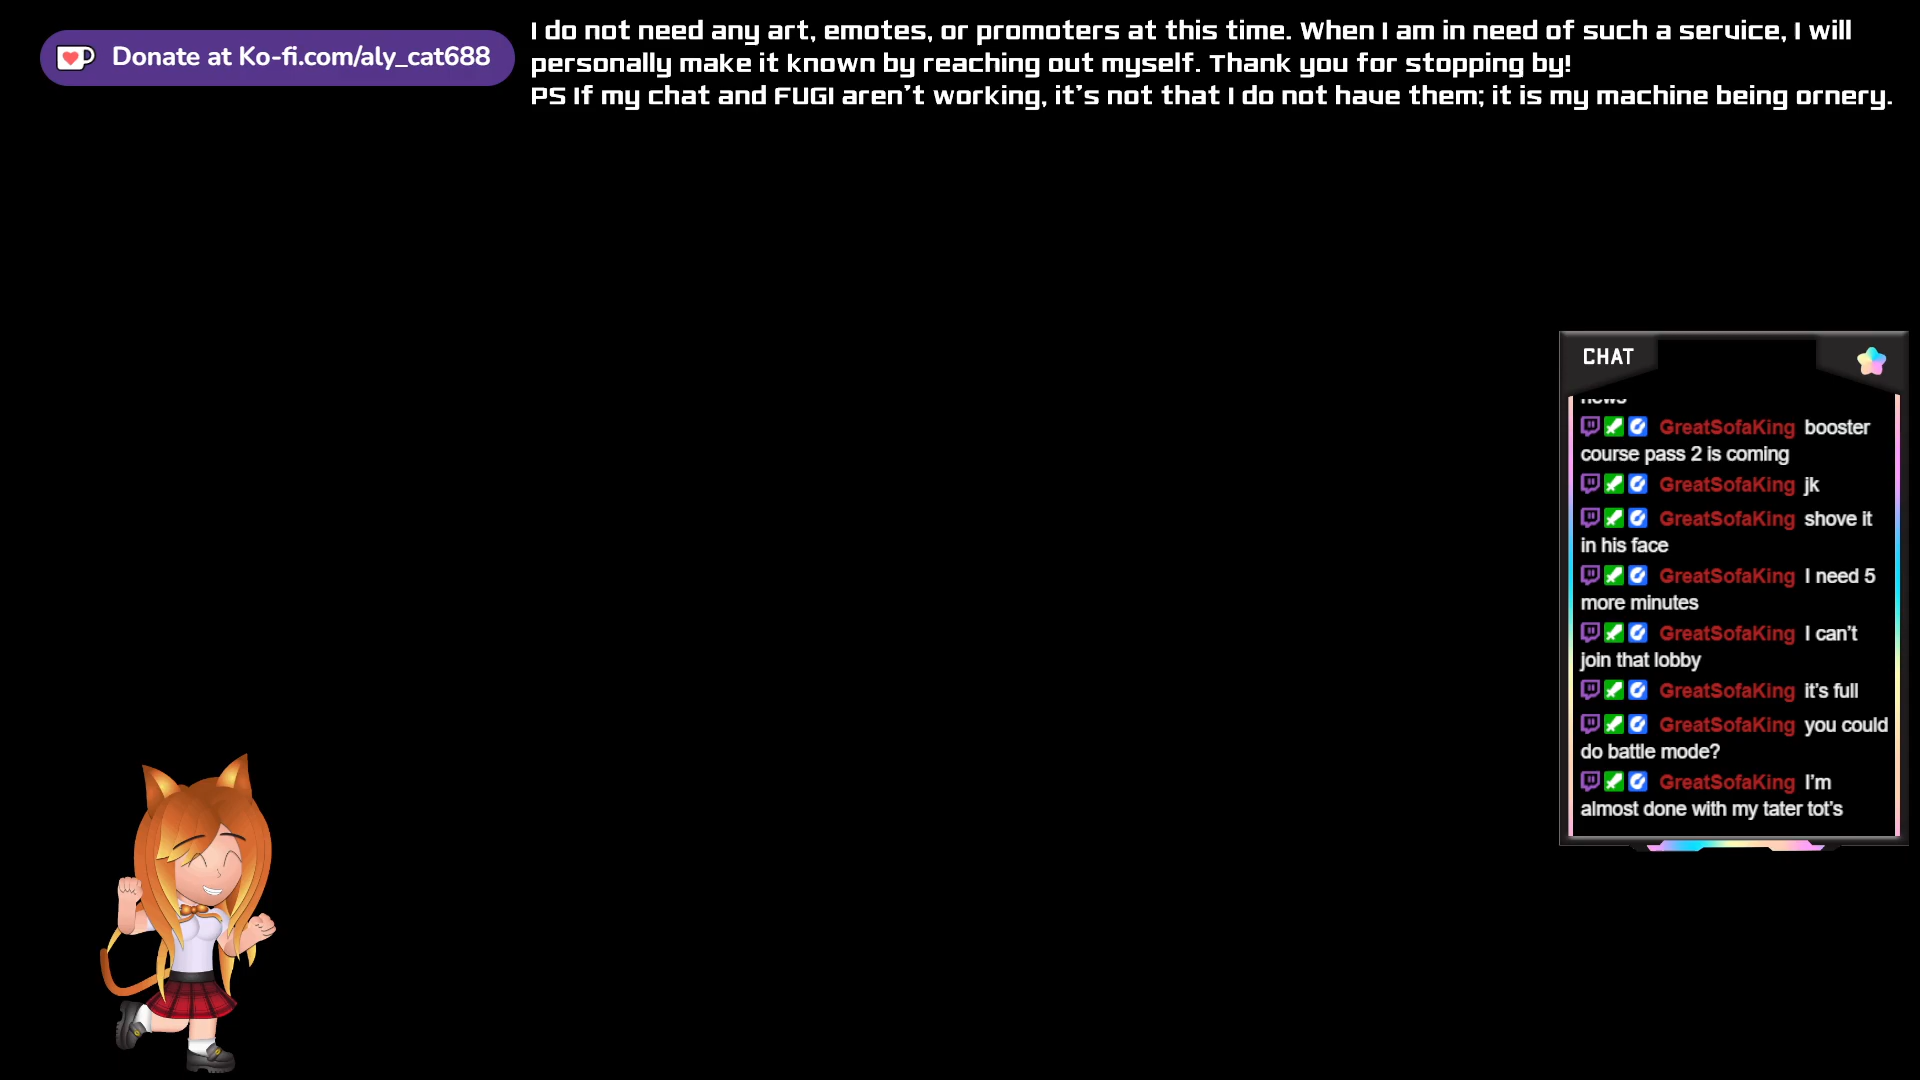 Donate at Ko-fi.com/aly_cat688
I do not need any art, emotes, or promoters at this time. When I am in need of such a service, I will
personally make it known by reaching out myself. Thank you for stopping by!
PS If my chat and FUGI aren't working, it's not that I do not have them; it is my machine being ornery.
CHAT
news
GreatSofaKing booster
course pass 2 is coming
GreatSofaKing jk
GreatSofaKing shove it
in his face
GreatSofaKing I need 5
more minutes
GreatSofaKing I can't
join that lobby
GreatSofaKing it's full
GreatSofaKing you could
do battle mode?
GreatSofaKing I'm
almost done with my tater tot's